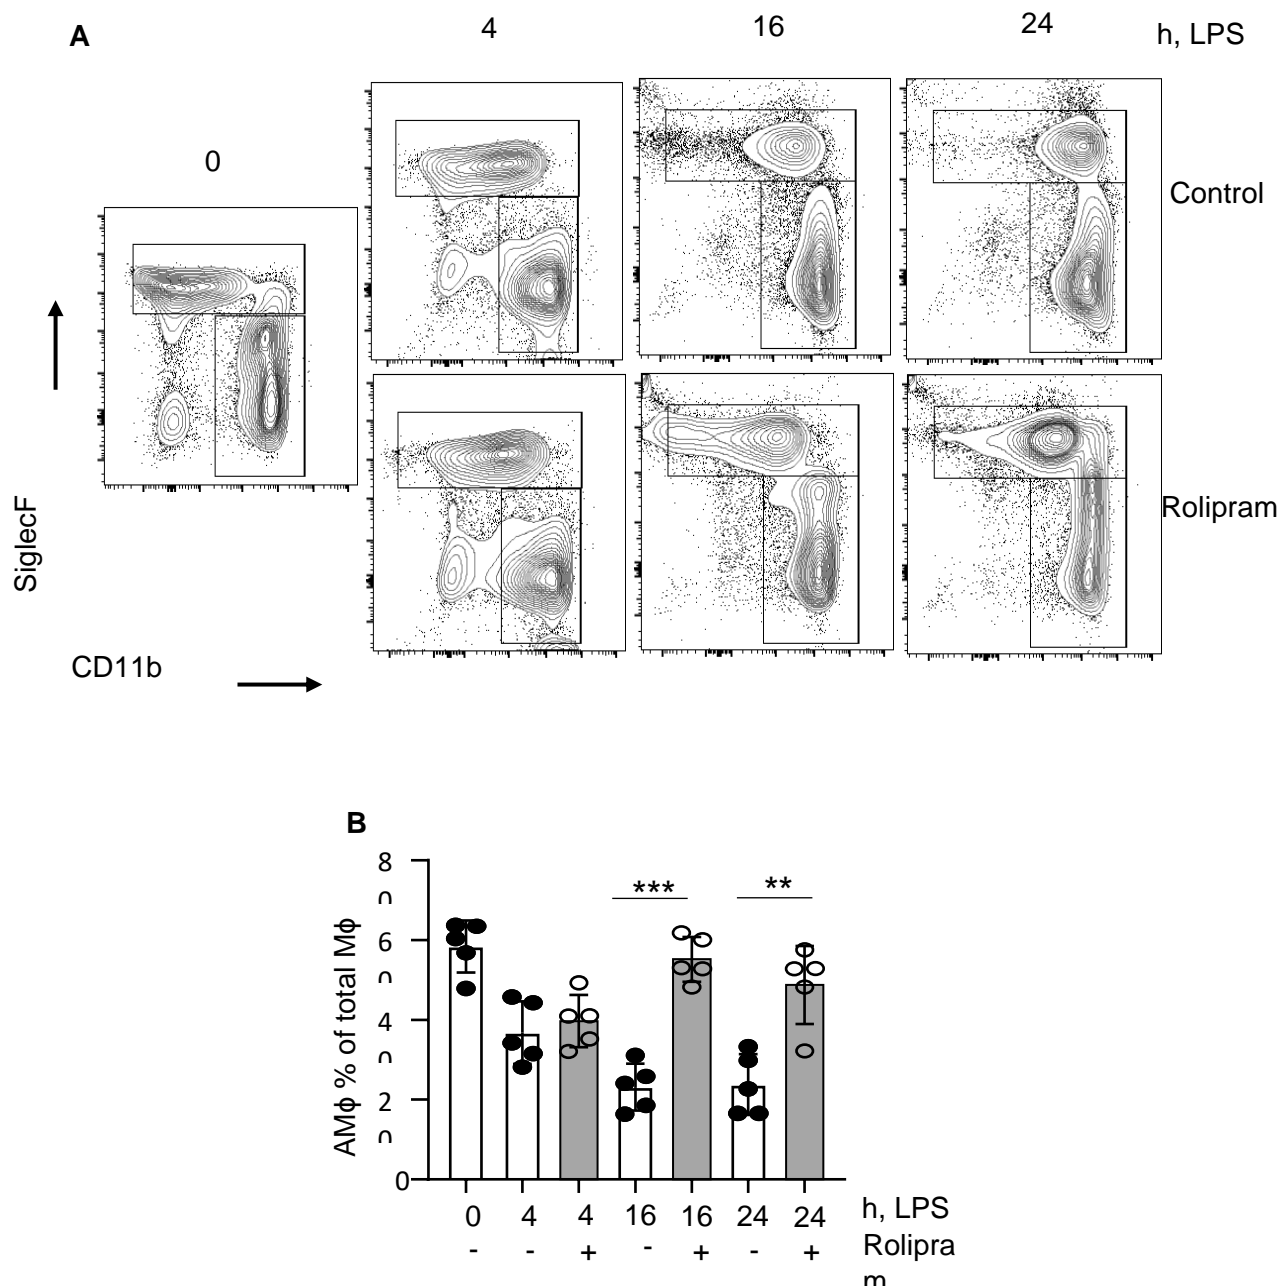 A
4
16
24
h, LPS
0
Control
SiglecF
Rolipram
CD11b
B
AMϕ % of total Mϕ
8
0
6
0
4
0
2
0
0
***
**
0 4 4 16 16 24 24 h, LPS
- - + - + - + Rolipra
m